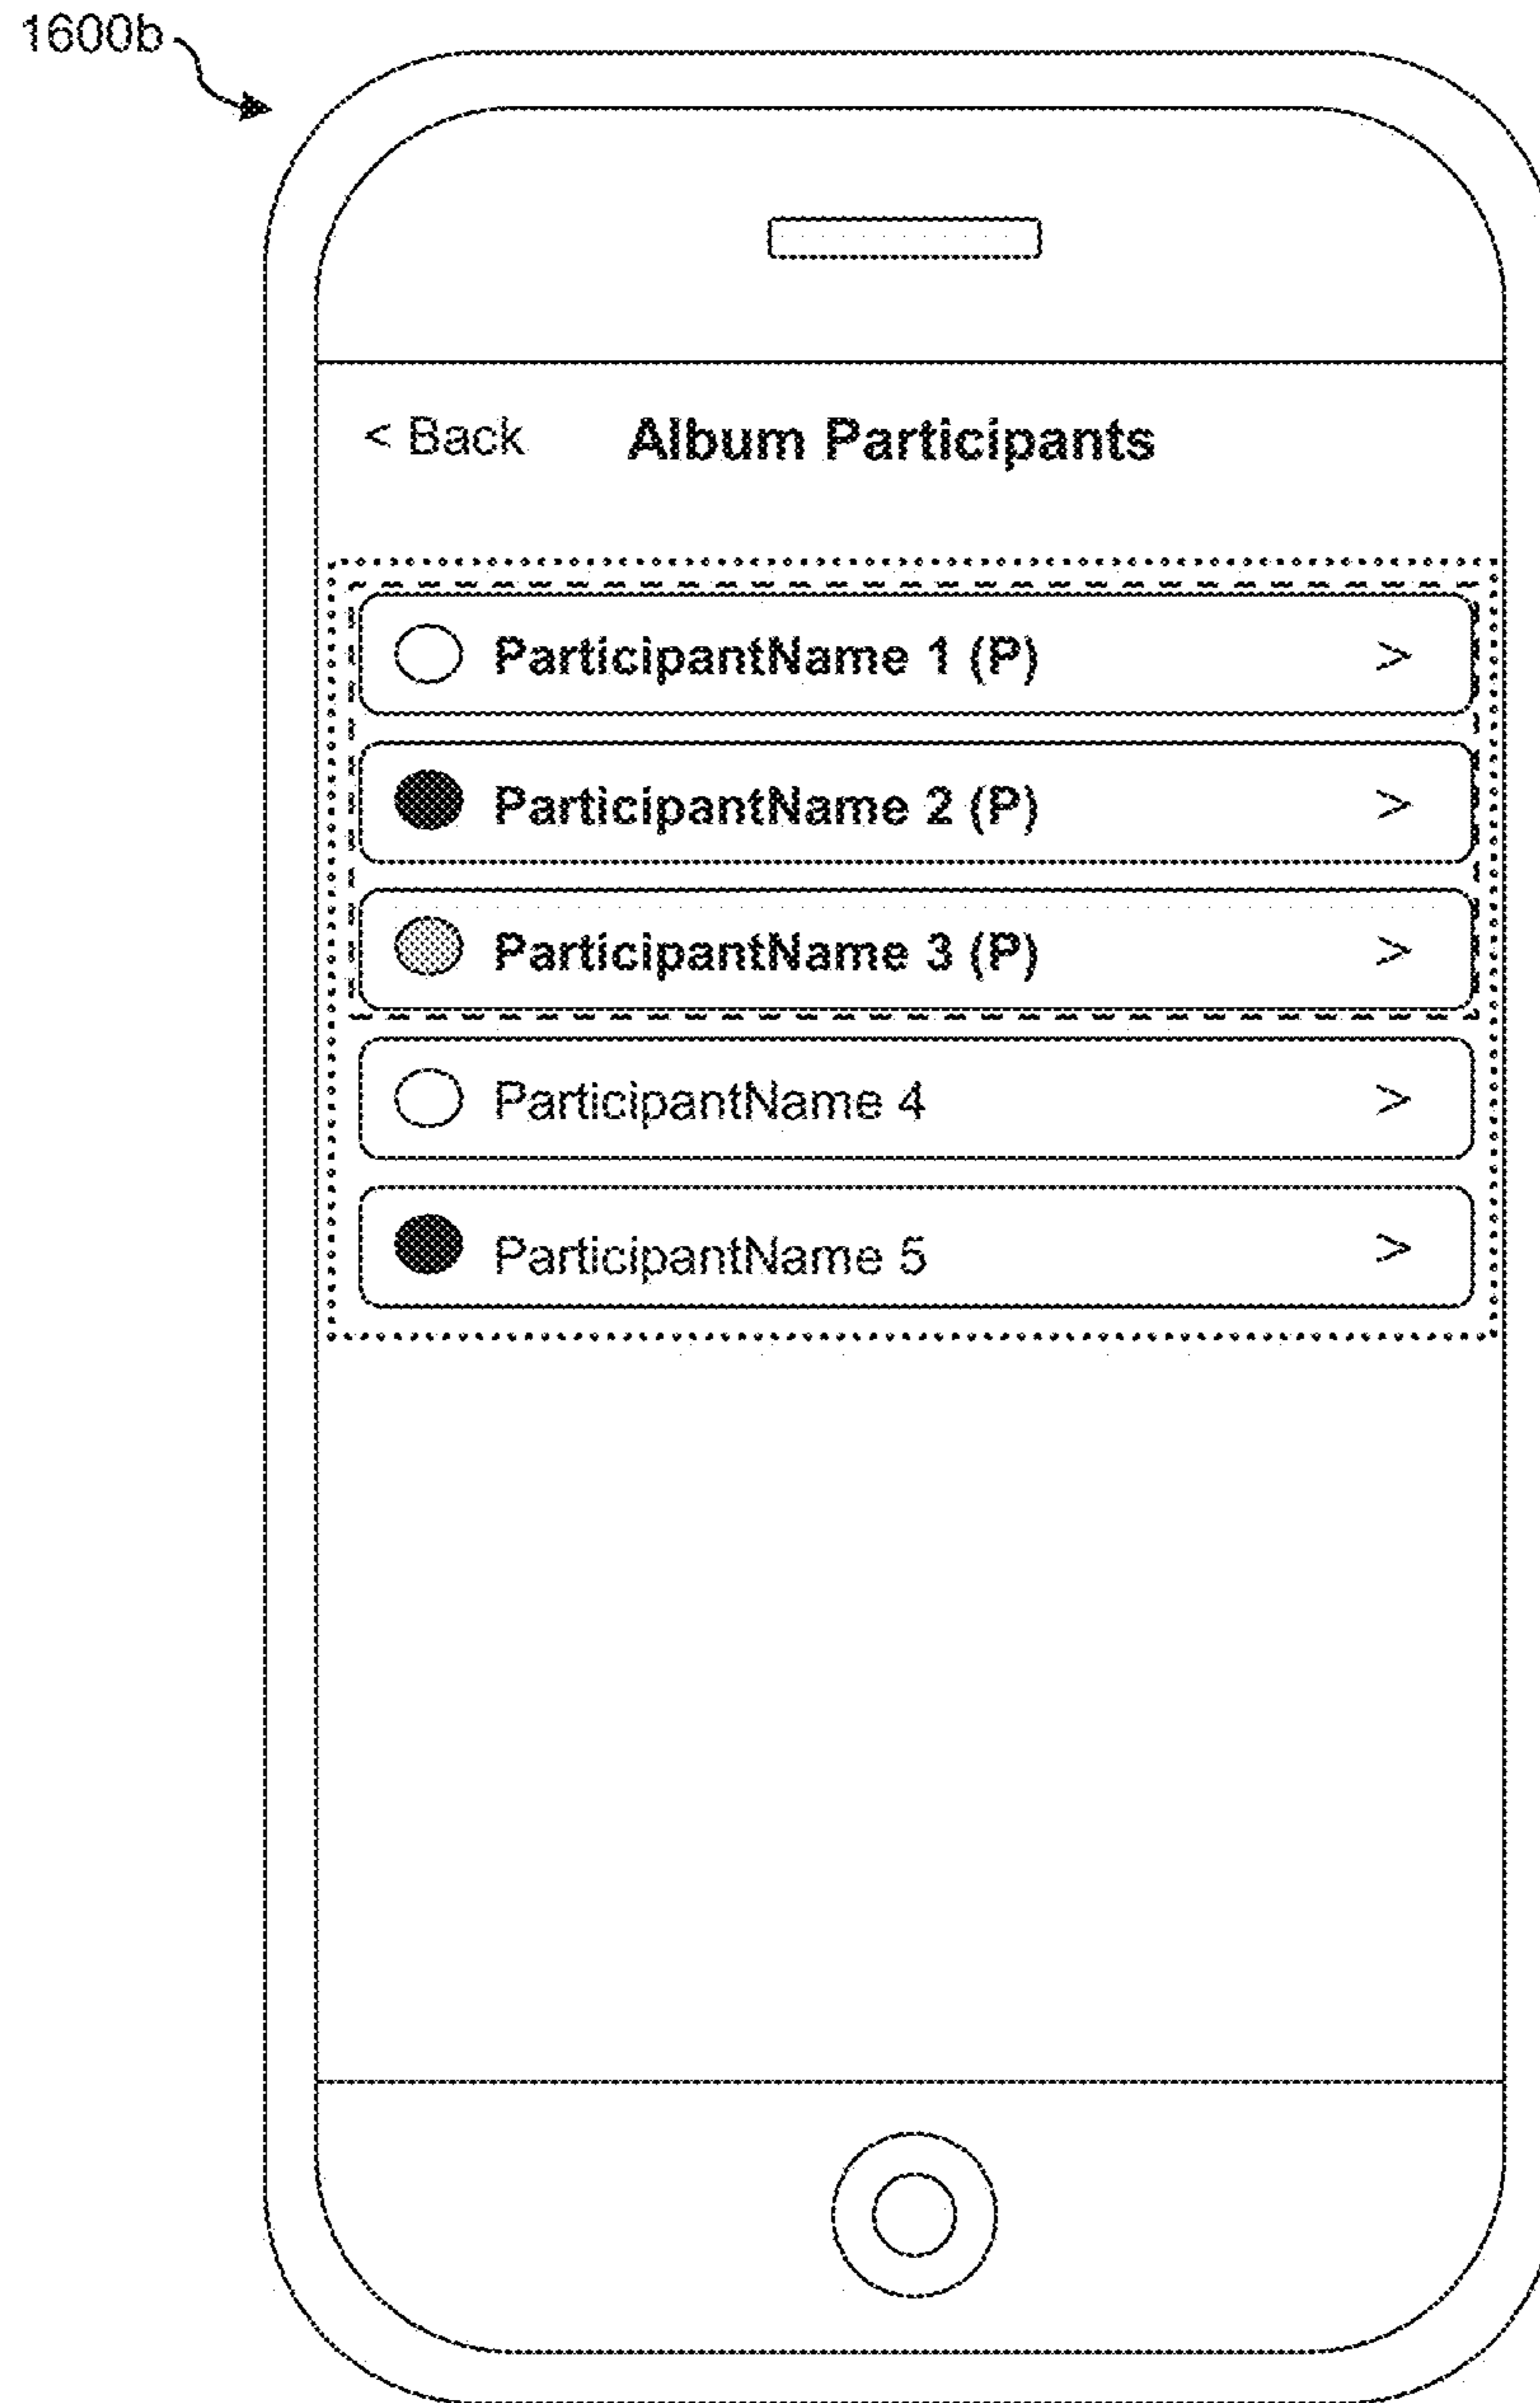 1600b
< Back Album Participants
ParticipantName 1 (P) >
ParticipantName 2 (P) >
ParticipantName 3 (P) >
ParticipantName 4 >
ParticipantName 5 >